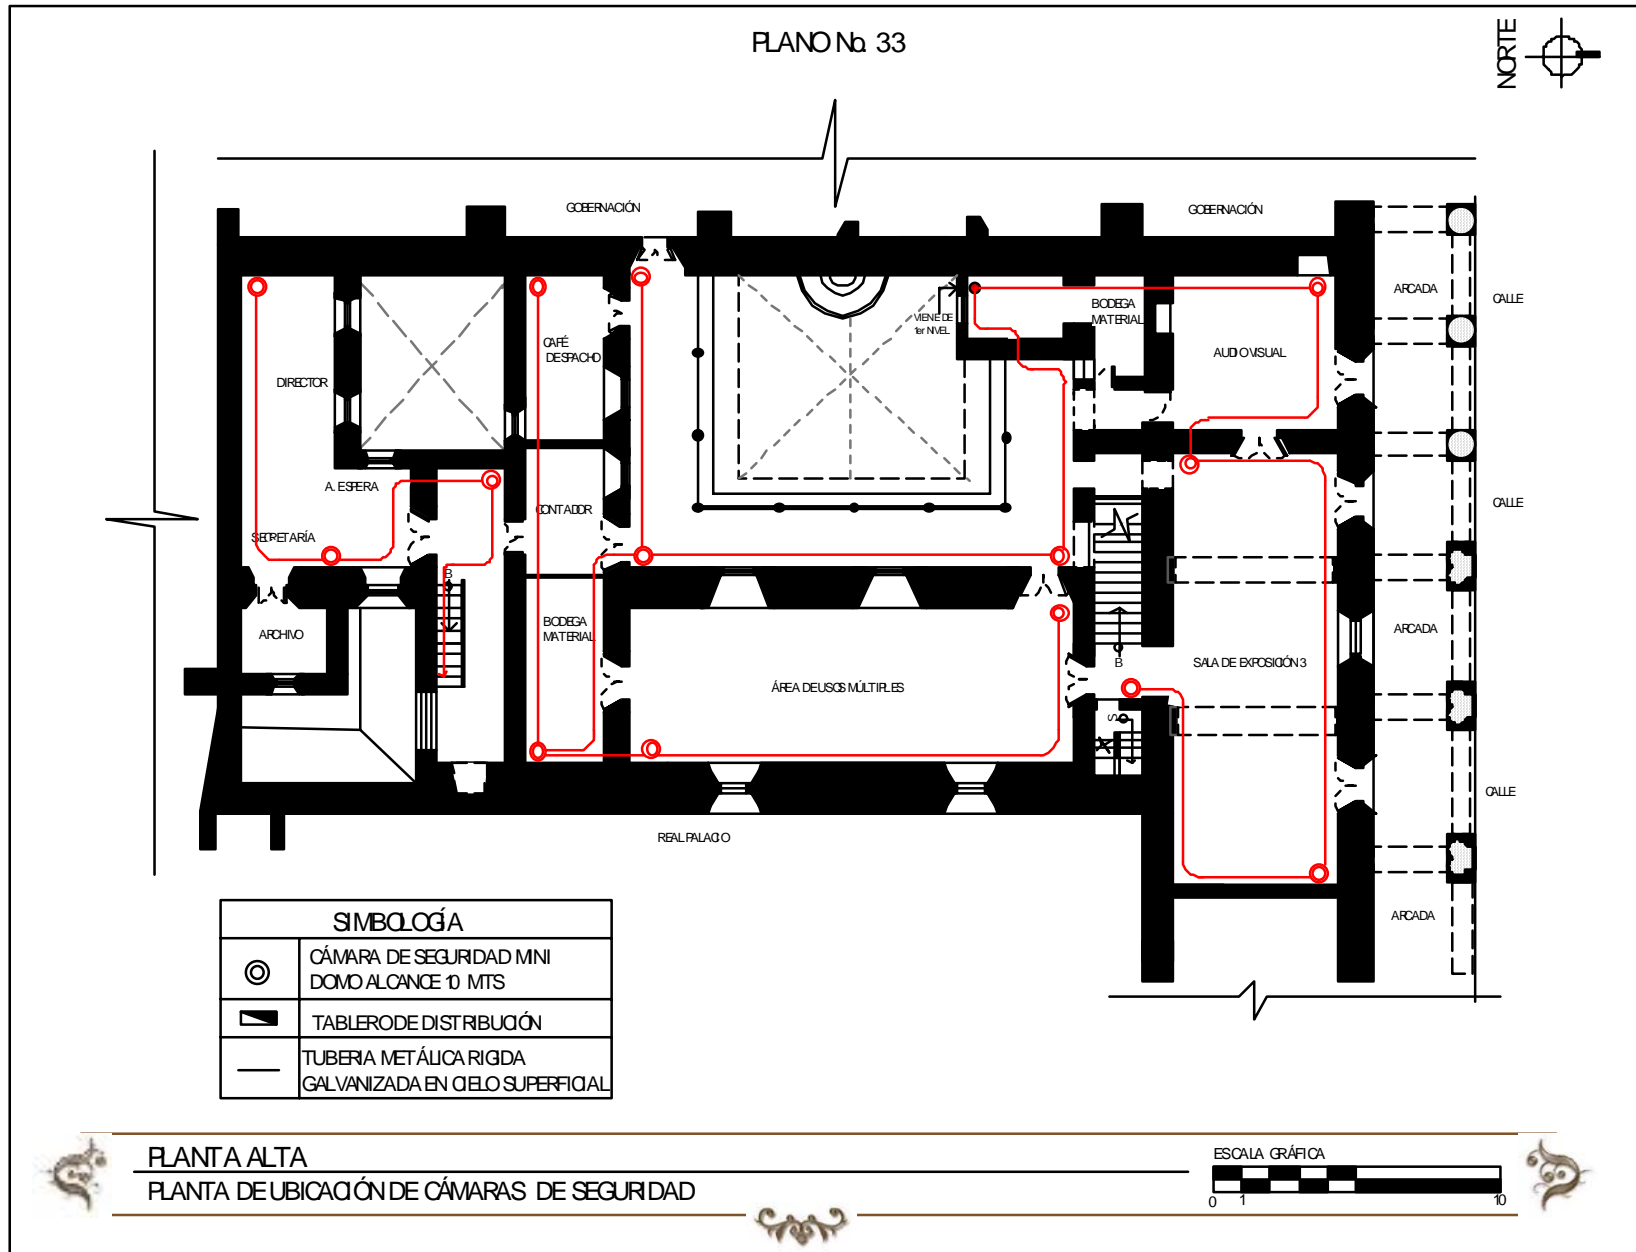 PLANO No. 33
NORTE
GOBERNACIÓN
GOBERNACIÓN
ARCADA
CALLE
BODEGA
MATERIAL
VIENE DE
1er NIVEL
CAFÉ
DESPACHO
AUDIOVISUAL
DIRECTOR
A. ESPERA
CONTADOR
CALLE
SECRETARÍA
B
ARCHIVO
BODEGA
MATERIAL
ARCADA
B
SALA DE EXPOSICIÓN 3
ÁREA DE USOS MÚLTIPLES
S
CALLE
REAL PALACIO
ARCADA
SIMBOLOGÍA
CÁMARA DE SEGURIDAD MINI
DOMO ALCANCE 10 MTS
TABLERO DE DISTRIBUCIÓN
TUBERIA METÁLICA RIGIDA
GALVANIZADA EN CIELO SUPERFICIAL
PLANTA ALTA
PLANTA DE UBICACIÓN DE CÁMARAS DE SEGURIDAD
ESCALA GRÁFICA
0 1 10